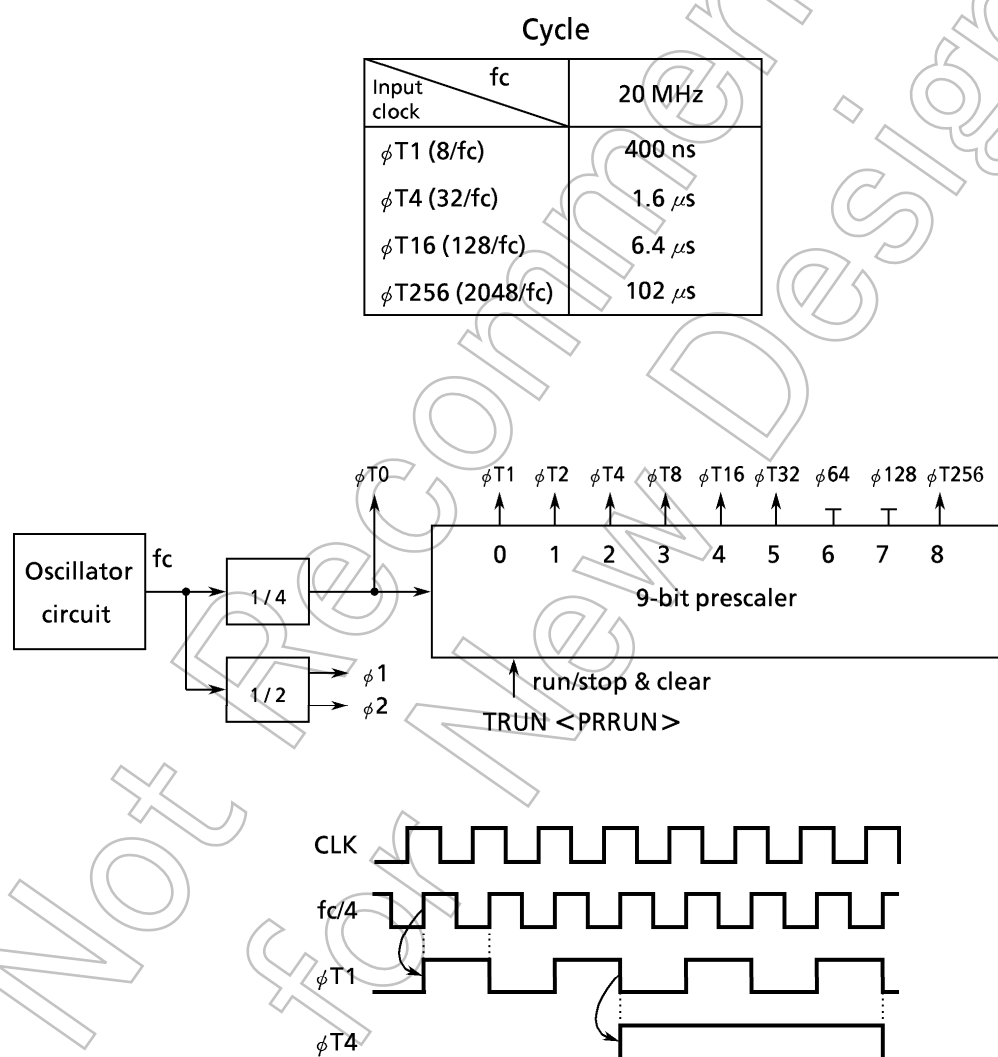 Cycle
fc
Input
clock
20 MHz
φT1 (8/fc) 400 ns
φT4 (32/fc) 1.6 μs
φT16 (128/fc) 6.4 μs
φT256 (2048/fc) 102 μs
φT0 φT1 φT2 φT4 φT8 φT16 φT32 φ64 φ128 φT256
Oscillator
circuit
fc
1/4
0 1 2 3 4 5 6 7 8
9-bit prescaler
1/2
φ1
φ2
run/stop & clear
TRUN <PRRUN>
CLK
fc/4
φT1
φT4
Not Recommen
for New Design